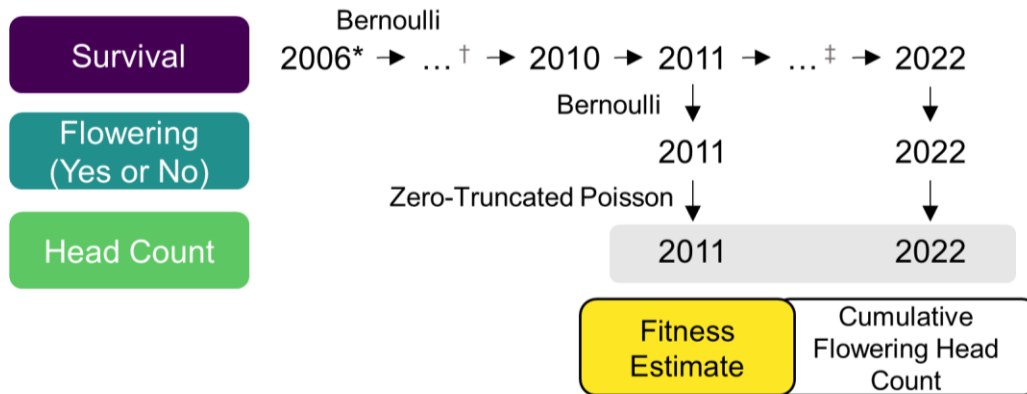 Bernoulli
Survival
2006* → …† → 2010 → 2011 → …‡ → 2022
Bernoulli
Flowering
(Yes or No)
2011 2022
Zero-Truncated Poisson
Head Count
2011 2022
Fitness
Estimate
Cumulative
Flowering Head
Count